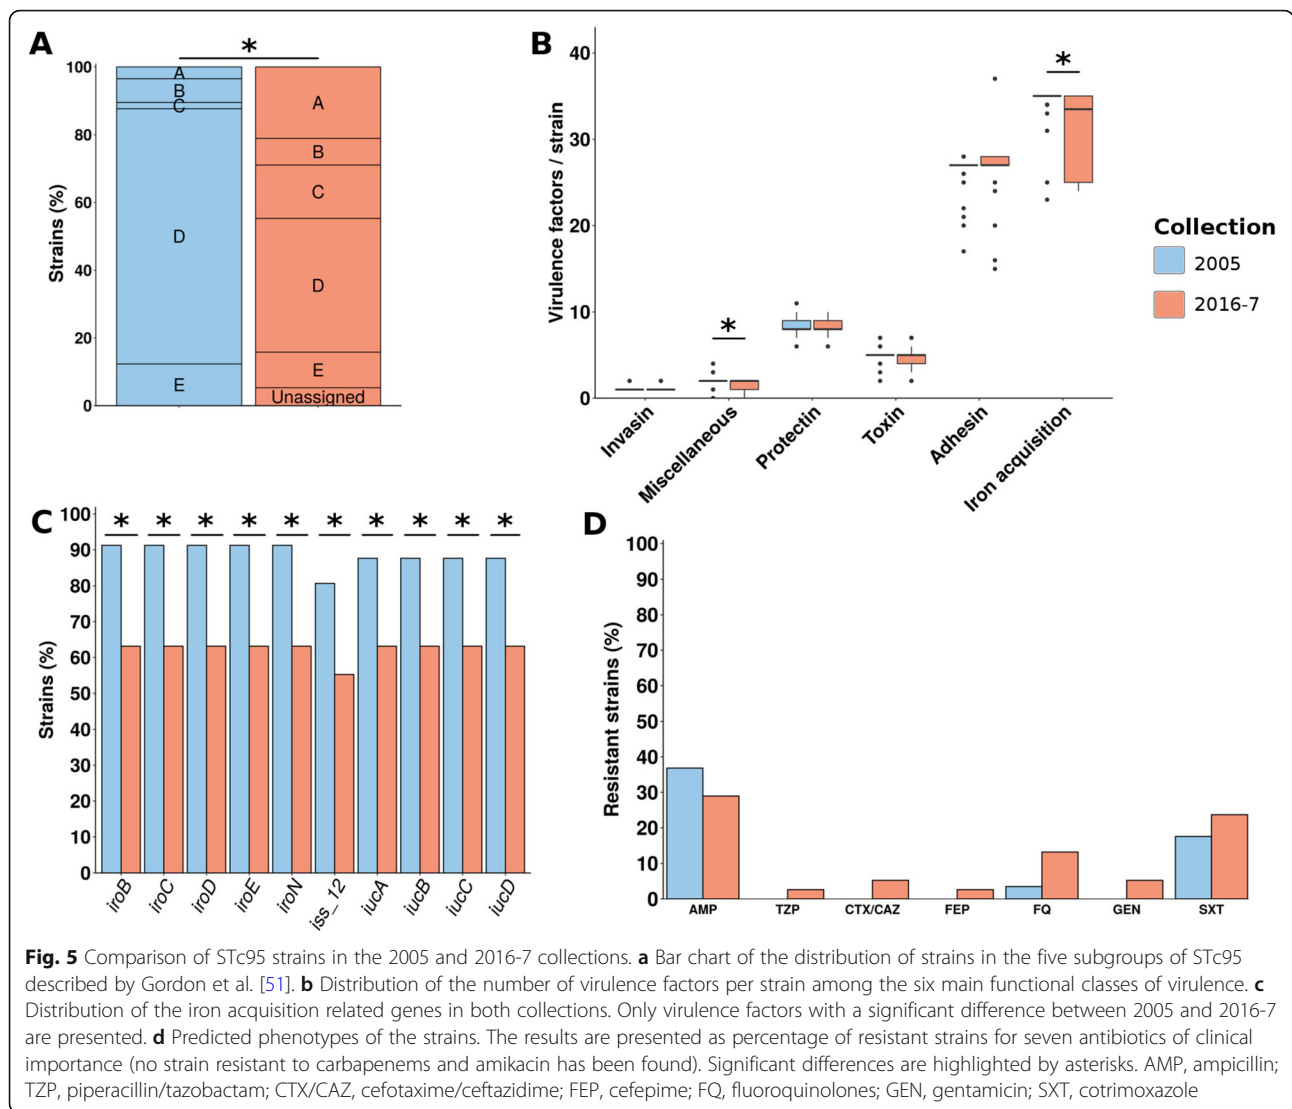 A
*
Strains (%)
100
80
60
40
20
0
A
B
C
D
E
A
B
C
D
E
Unassigned
B
Virulence factors / strain
40
30
20
10
0
*
*
Invasin
Miscellaneous
Protectin
Toxin
Adhesin
Iron acquisition
Collection
2005
2016-7
C
Strains (%)
100
90
80
70
60
50
40
30
20
10
0
* * * * * * * * * *
iroB
iroC
iroD
iroE
iroN
iss_12
iucA
iucB
iucC
iucD
D
Resistant strains (%)
100
90
80
70
60
50
40
30
20
10
0
AMP
TZP
CTX/CAZ
FEP
FQ
GEN
SXT
Fig. 5 Comparison of STc95 strains in the 2005 and 2016-7 collections. a Bar chart of the distribution of strains in the five subgroups of STc95
described by Gordon et al. [51]. b Distribution of the number of virulence factors per strain among the six main functional classes of virulence. c
Distribution of the iron acquisition related genes in both collections. Only virulence factors with a significant difference between 2005 and 2016-7
are presented. d Predicted phenotypes of the strains. The results are presented as percentage of resistant strains for seven antibiotics of clinical
importance (no strain resistant to carbapenems and amikacin has been found). Significant differences are highlighted by asterisks. AMP, ampicillin;
TZP, piperacillin/tazobactam; CTX/CAZ, cefotaxime/ceftazidime; FEP, cefepime; FQ, fluoroquinolones; GEN, gentamicin; SXT, cotrimoxazole